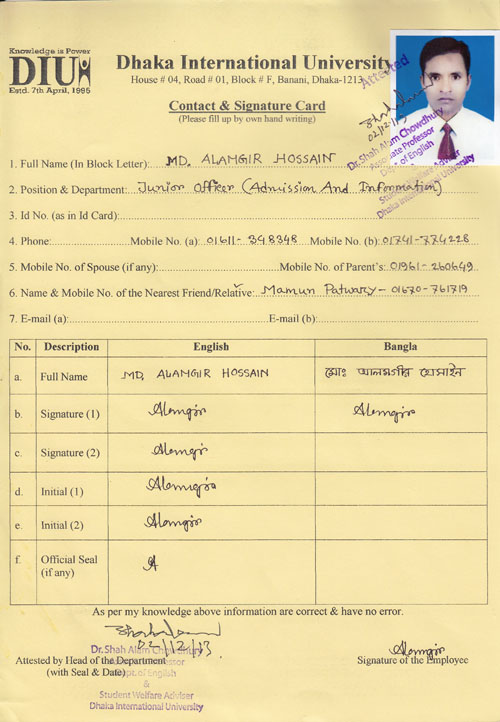 Knowledge is Power
DIU
Estd. 7th April, 1995
Dhaka International University
House # 04, Road # 01, Block # F, Banani, Dhaka-1213
Contact & Signature Card
(Please fill up by own hand writing)
Attested
02/12/13
Dr. Shah Alam Chowdhury
Associate Professor
Dept. of English
&
Student Welfare Adviser
Dhaka International University
1. Full Name (In Block Letter): MD. ALAMGIR HOSSAIN
2. Position & Department: Junior Officer (Admission And Information)
3. Id No. (as in Id Card)
4. Phone: Mobile No. (a) 01611-348348 Mobile No. (b): 01741-774228
5. Mobile No. of Spouse (if any): Mobile No. of Parent's: 01961-260649
6. Name & Mobile No. of the Nearest Friend/Relative: Mamun Patwary - 01670-761719
7. E-mail (a): E-mail (b):
No. Description English Bangla
a. Full Name MD. ALAMGIR HOSSAIN মোঃ আলমগীর হোসাইন
b. Signature (1) Alamgir Alamgir
c. Signature (2) Alamgir
d. Initial (1) Alamgir
e. Initial (2) Alamgir
f. Official Seal (if any) A
As per my knowledge above information are correct & have no error.
02/12/13
Dr. Shah Alam Chowdhury
Attested by Head of the Department
(with Seal & Date)
Associate Professor
Dept. of English
&
Student Welfare Adviser
Dhaka International University
Alamgir
Signature of the Employee